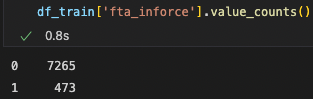 df_train['fta_inforce'].value_counts()
0.8s
0 7265
1 473